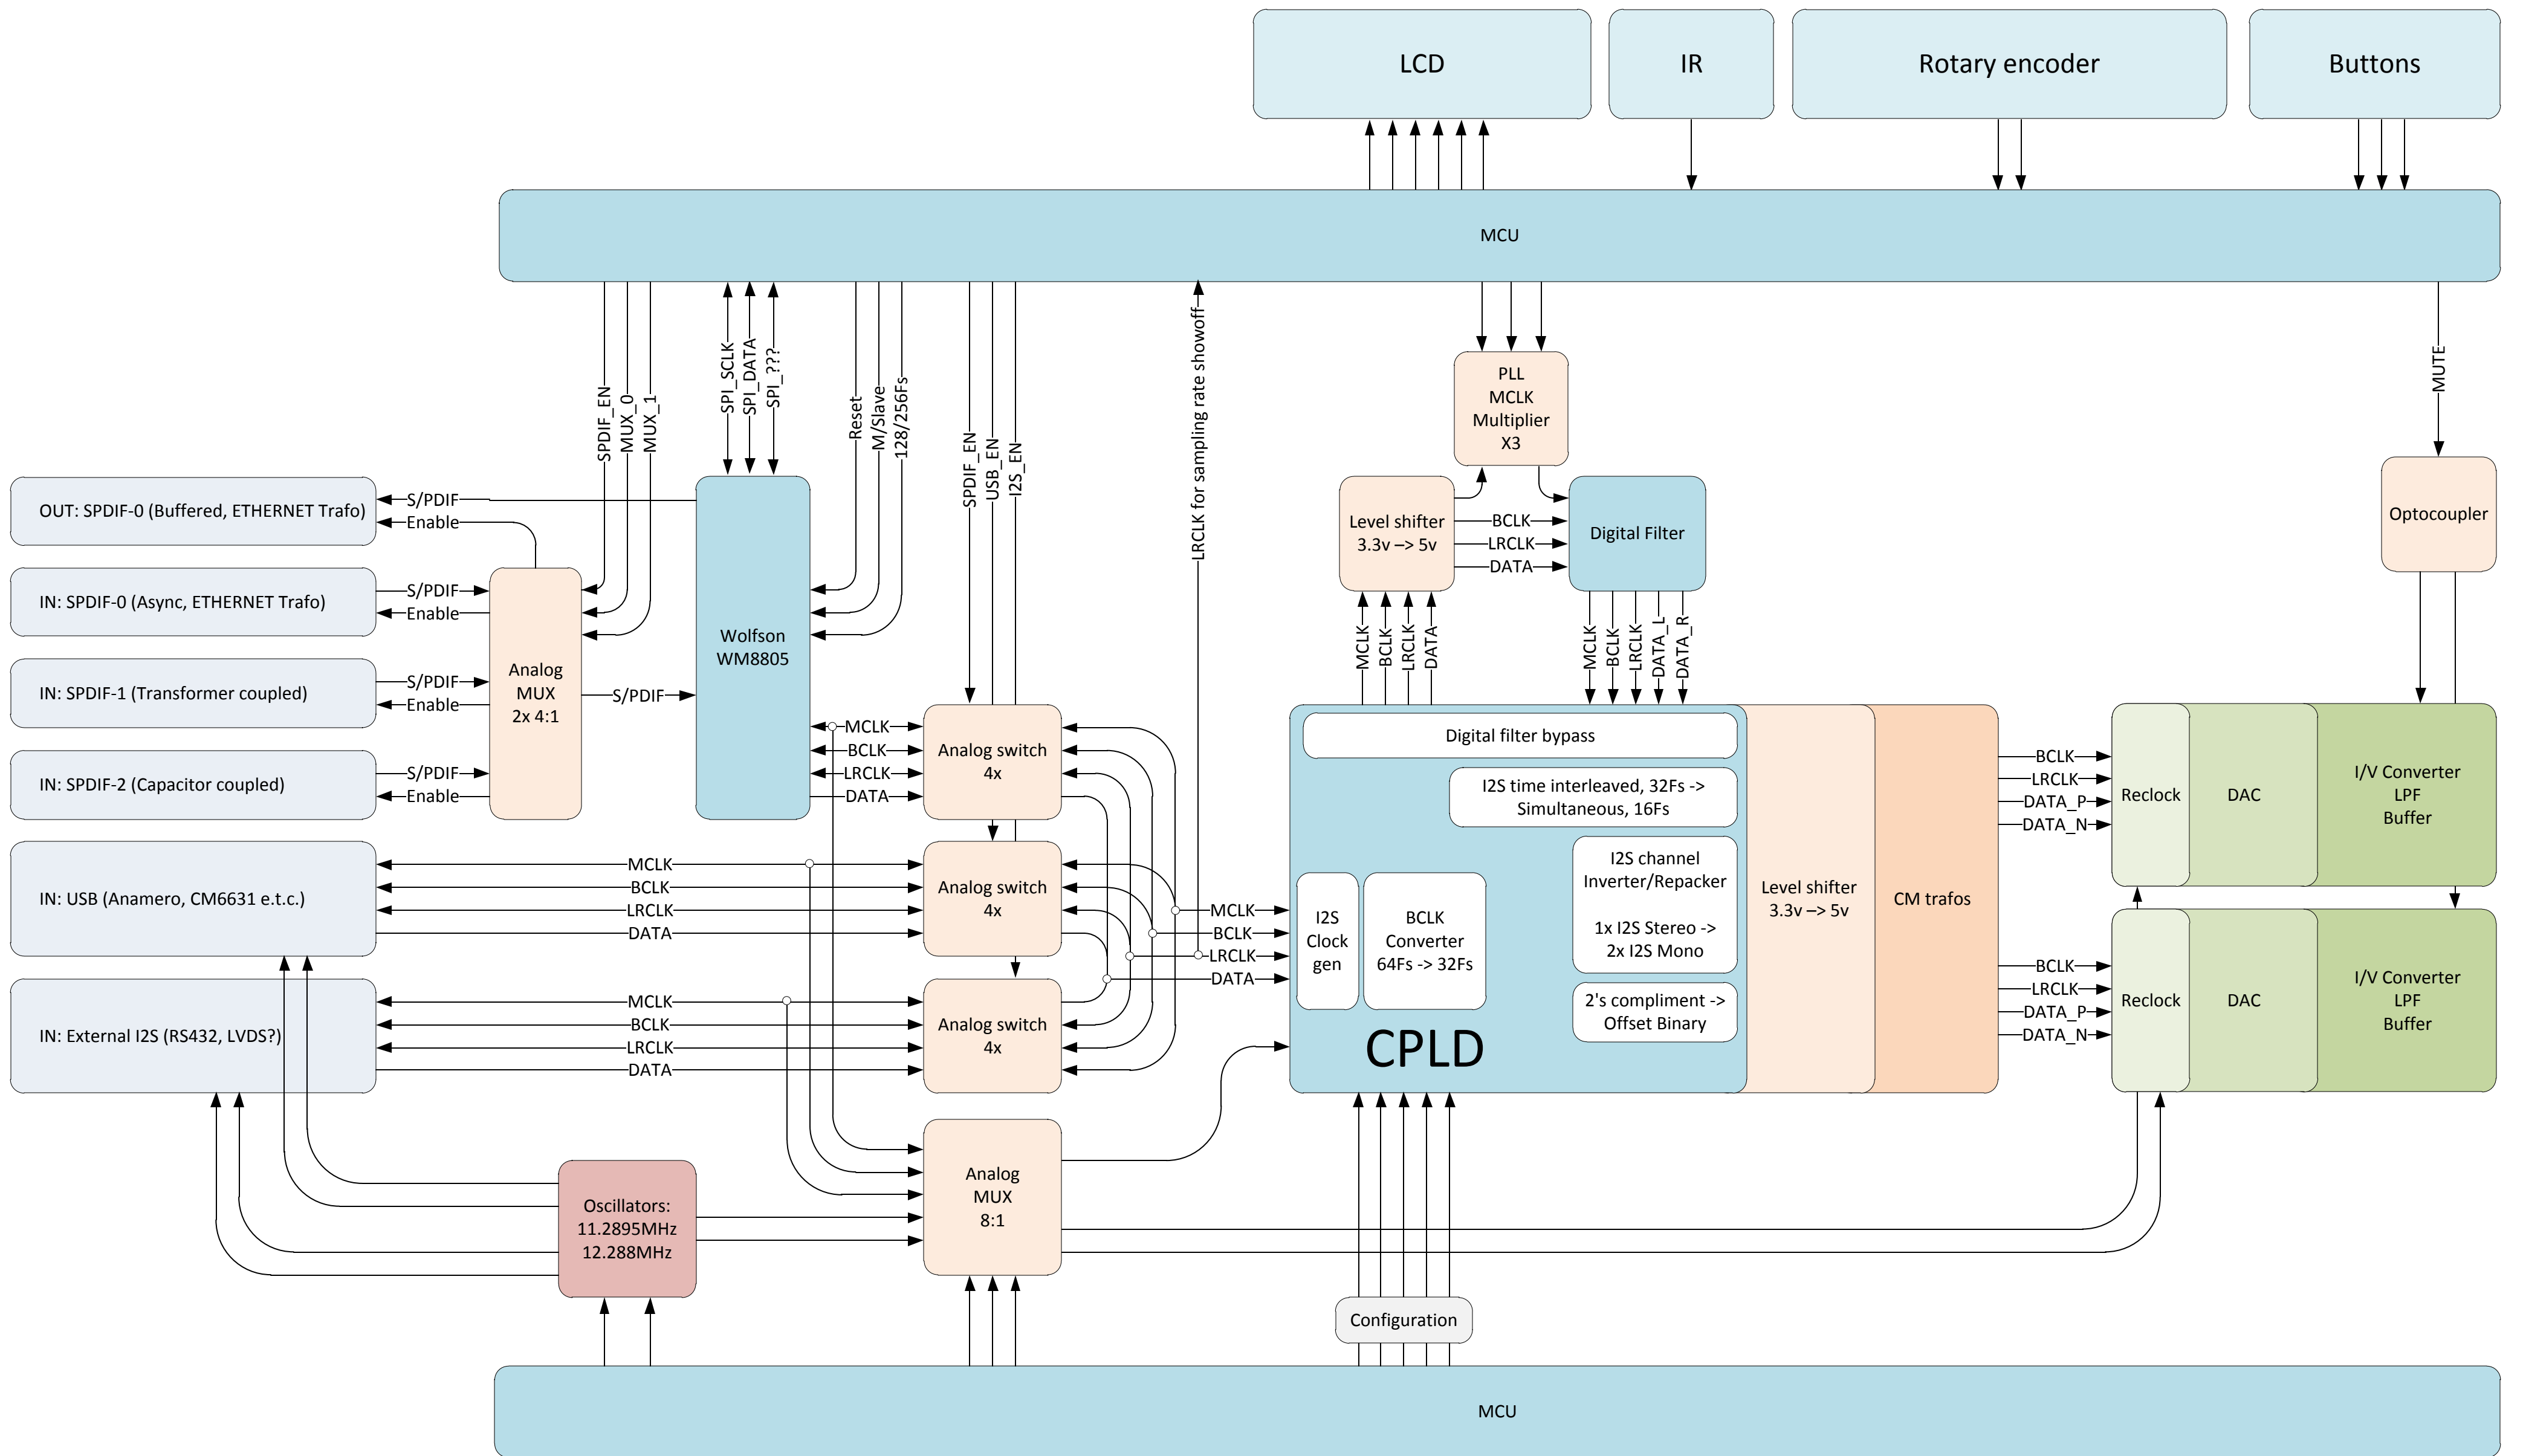 LCD
IR
Rotary encoder
Buttons
MCU
SPDIF_EN
MUX_0
MUX_1
SPI_SCLK
SPI_DATA
SPI_???
Reset
M/Slave
128/256Fs
SPDIF_EN
USB_EN
I2S_EN
LRCLK for sampling rate showoff
MUTE
PLL
MCLK
Multiplier
X3
Level shifter
3.3v –> 5v
BCLK
LRCLK
DATA
Digital Filter
Optocoupler
OUT: SPDIF-0 (Buffered, ETHERNET Trafo)
S/PDIF
Enable
IN: SPDIF-0 (Async, ETHERNET Trafo)
S/PDIF
Enable
IN: SPDIF-1 (Transformer coupled)
S/PDIF
Enable
IN: SPDIF-2 (Capacitor coupled)
S/PDIF
Enable
Analog
MUX
2x 4:1
S/PDIF
Wolfson
WM8805
MCLK
BCLK
LRCLK
DATA
Analog switch
4x
MCLK
BCLK
LRCLK
DATA
MCLK
BCLK
LRCLK
DATA_L
DATA_R
IN: USB (Anamero, CM6631 e.t.c.)
MCLK
BCLK
LRCLK
DATA
Analog switch
4x
IN: External I2S (RS432, LVDS?)
MCLK
BCLK
LRCLK
DATA
Analog switch
4x
MCLK
BCLK
LRCLK
DATA
Digital filter bypass
I2S time interleaved, 32Fs ->
Simultaneous, 16Fs
I2S channel
Inverter/Repacker
1x I2S Stereo ->
2x I2S Mono
I2S
Clock
gen
BCLK
Converter
64Fs -> 32Fs
2's compliment ->
Offset Binary
CPLD
Level shifter
3.3v –> 5v
CM trafos
BCLK
LRCLK
DATA_P
DATA_N
Reclock
DAC
I/V Converter
LPF
Buffer
BCLK
LRCLK
DATA_P
DATA_N
Reclock
DAC
I/V Converter
LPF
Buffer
Oscillators:
11.2895MHz
12.288MHz
Analog
MUX
8:1
Configuration
MCU